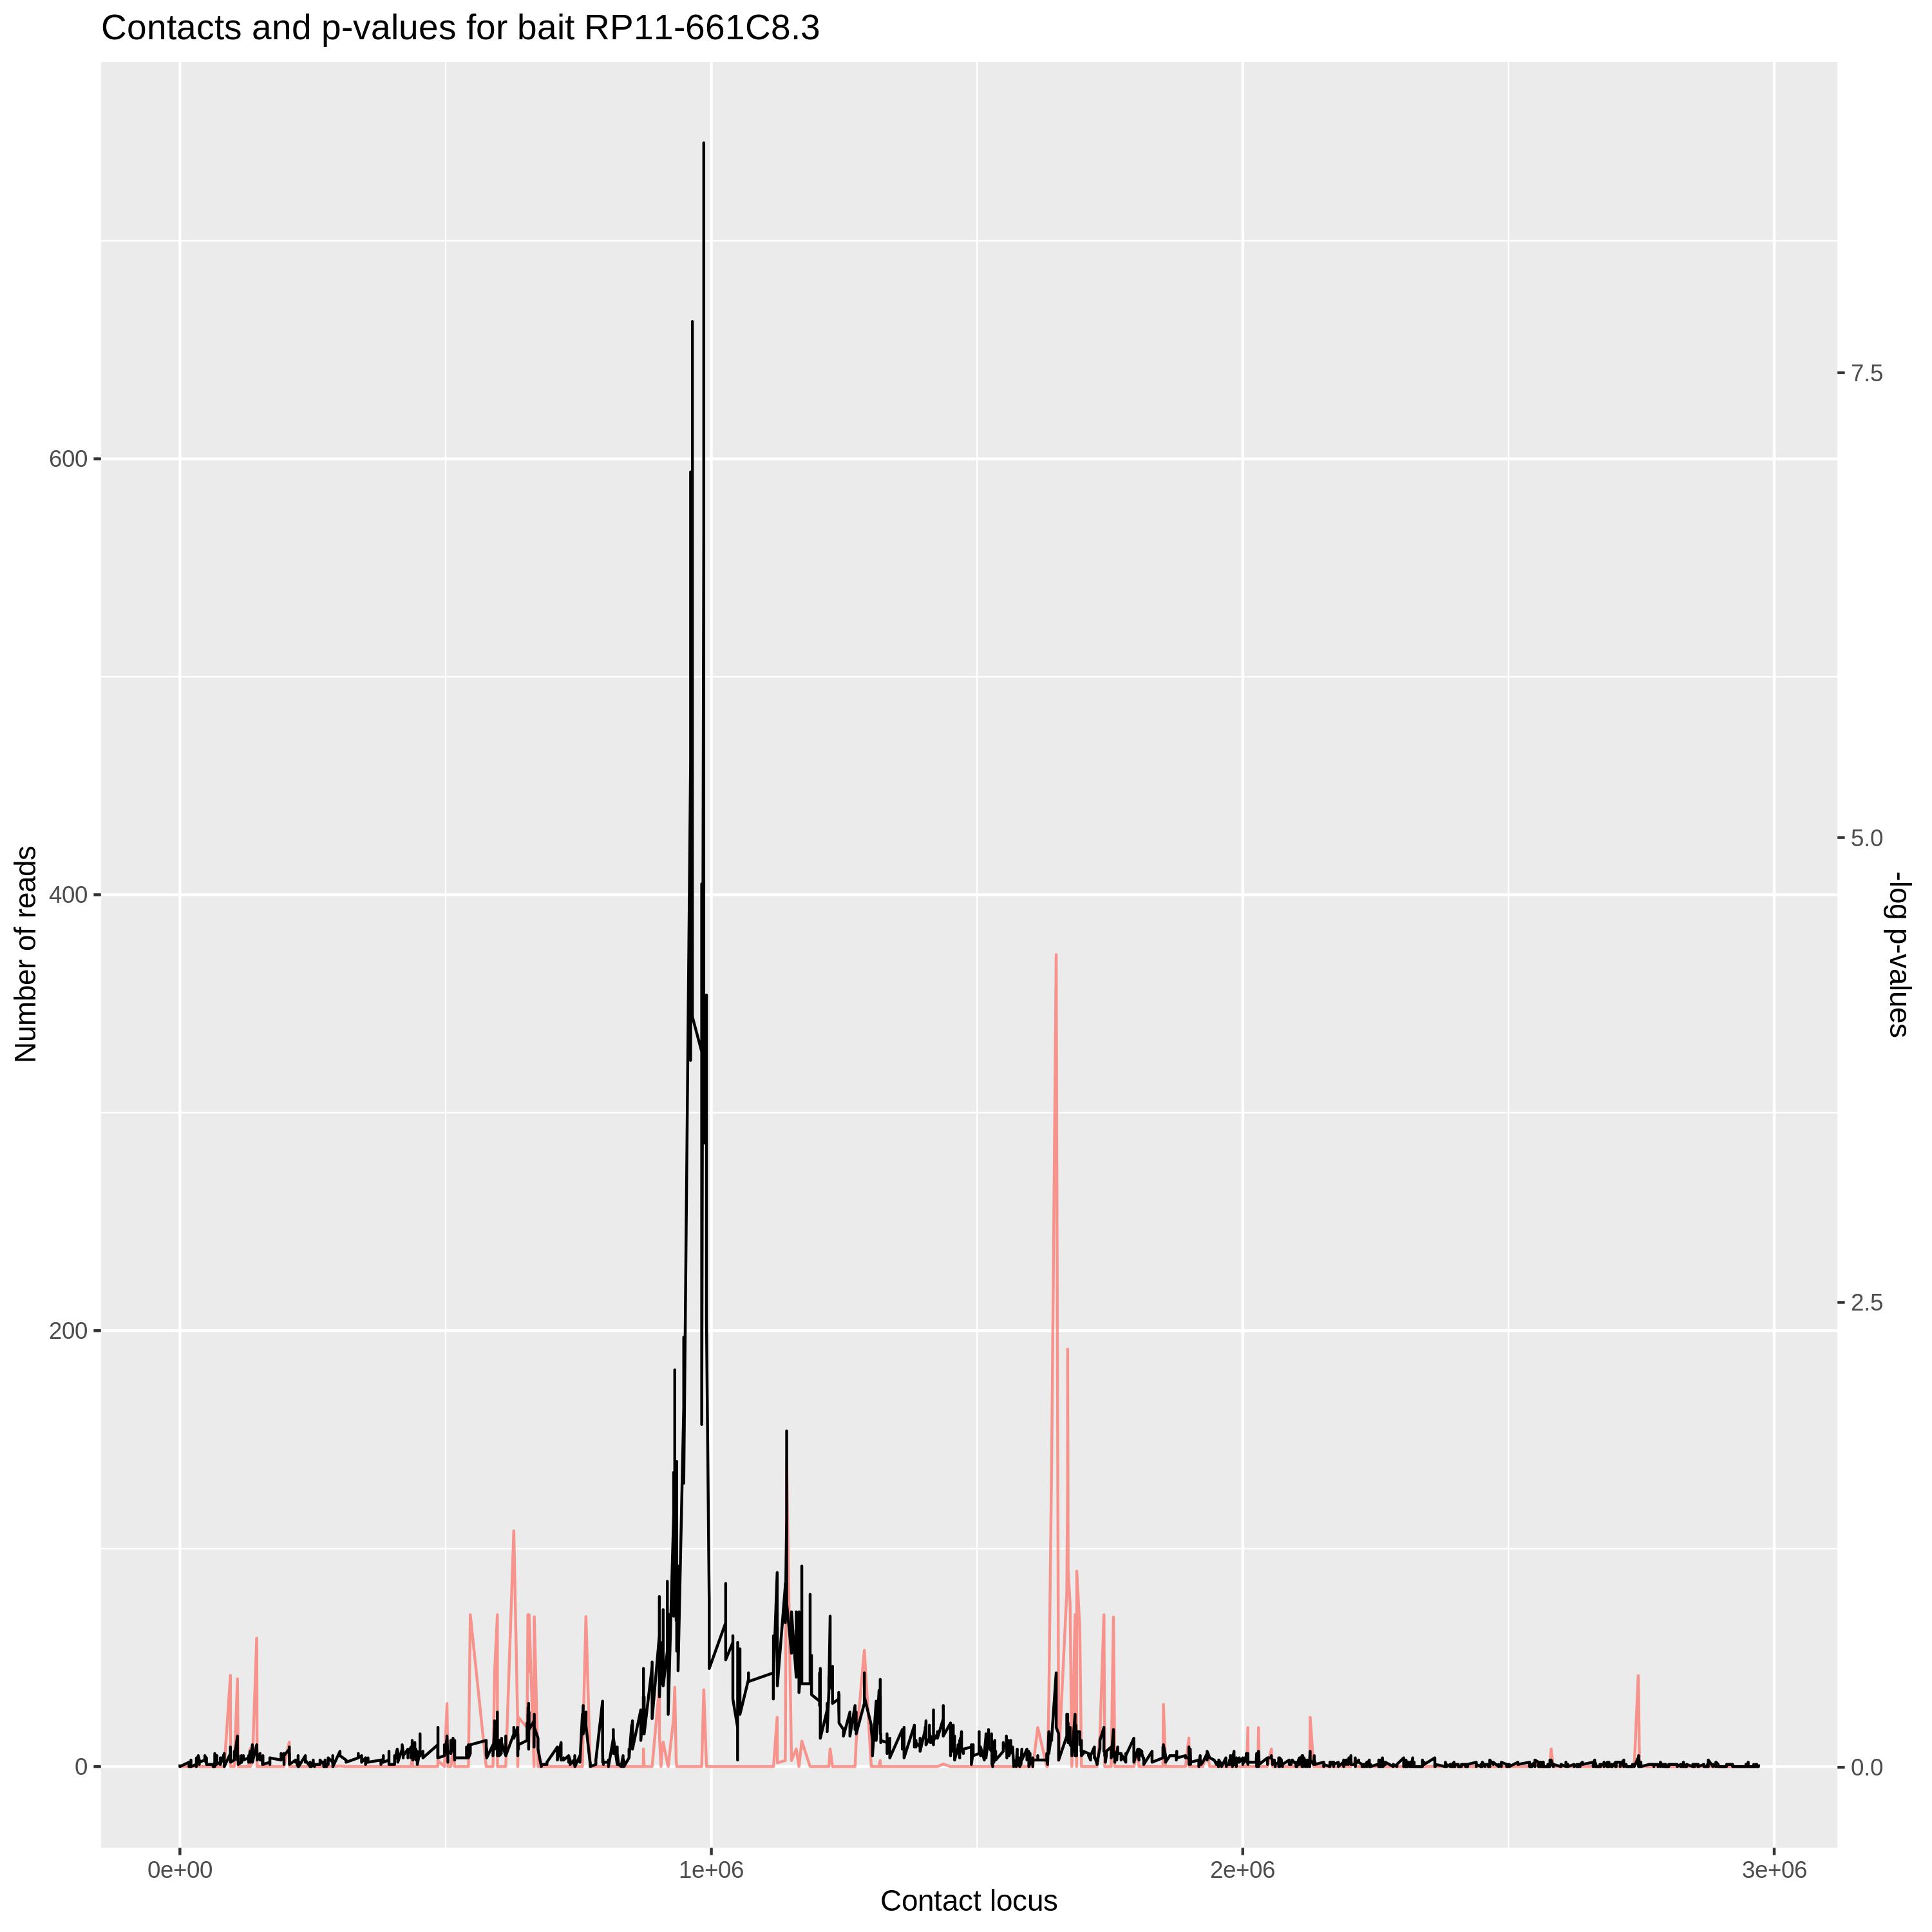 Contacts and p-values for bait RP11-661C8.3
Number of reads
600
400
200
0
7.5
5.0
2.5
0.0
-log p-values
0e+00
1e+06
2e+06
3e+06
Contact locus